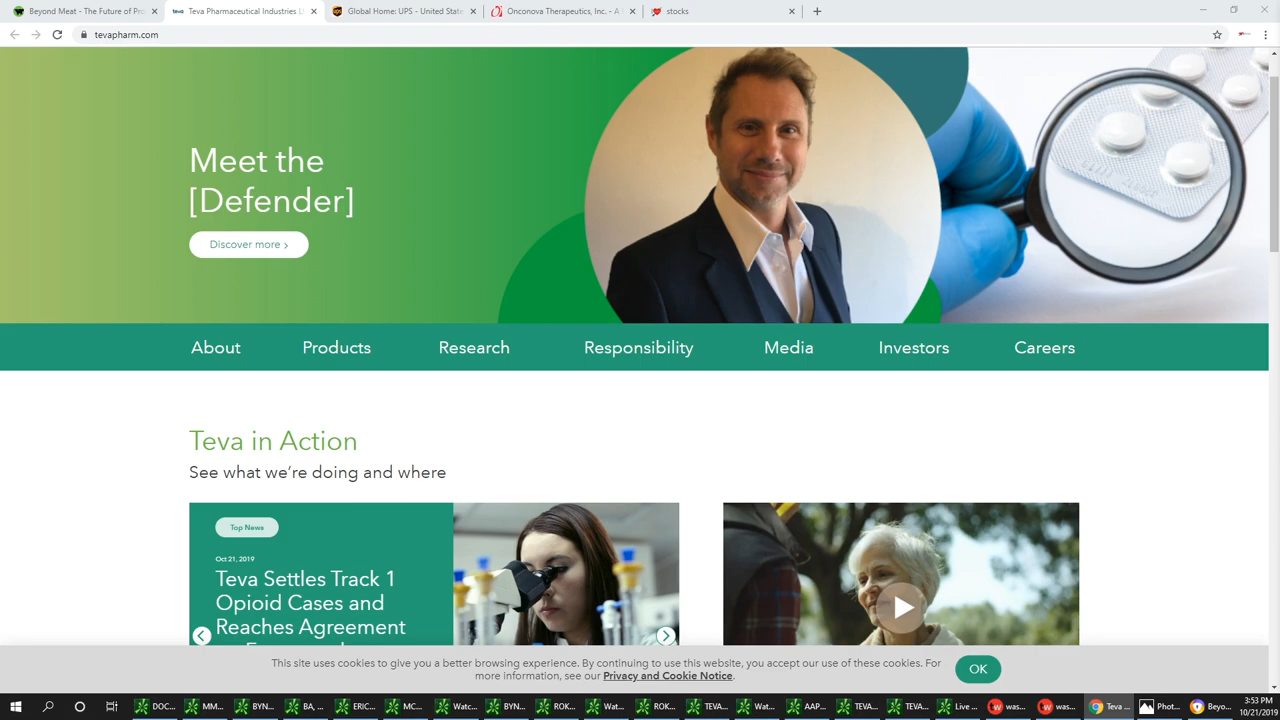 Beyond Meat - The Future of Pro
Teva Pharmaceutical Industries L
Global Home: UPS - United State
Onconova Therapeutics, Inc. - A
stocks
tevapharm.com
Meet the
[Defender]
Discover more ›
About
Products
Research
Responsibility
Media
Investors
Careers
Teva in Action
See what we’re doing and where
Top News
Oct 21, 2019
Teva Settles Track 1
Opioid Cases and
Reaches Agreement
This site uses cookies to give you a better browsing experience. By continuing to use this website, you accept our use of these cookies. For
more information, see our Privacy and Cookie Notice.
OK
DOC...
MM...
BYN...
BA, ...
ERIC...
MC...
Watc...
BYN...
ROK...
Wat...
ROK...
TEVA...
Wat...
AAP...
TEVA...
TEVA...
Live ...
was...
was...
Teva ...
Phot...
Beyo...
3:53 PM
10/21/2019